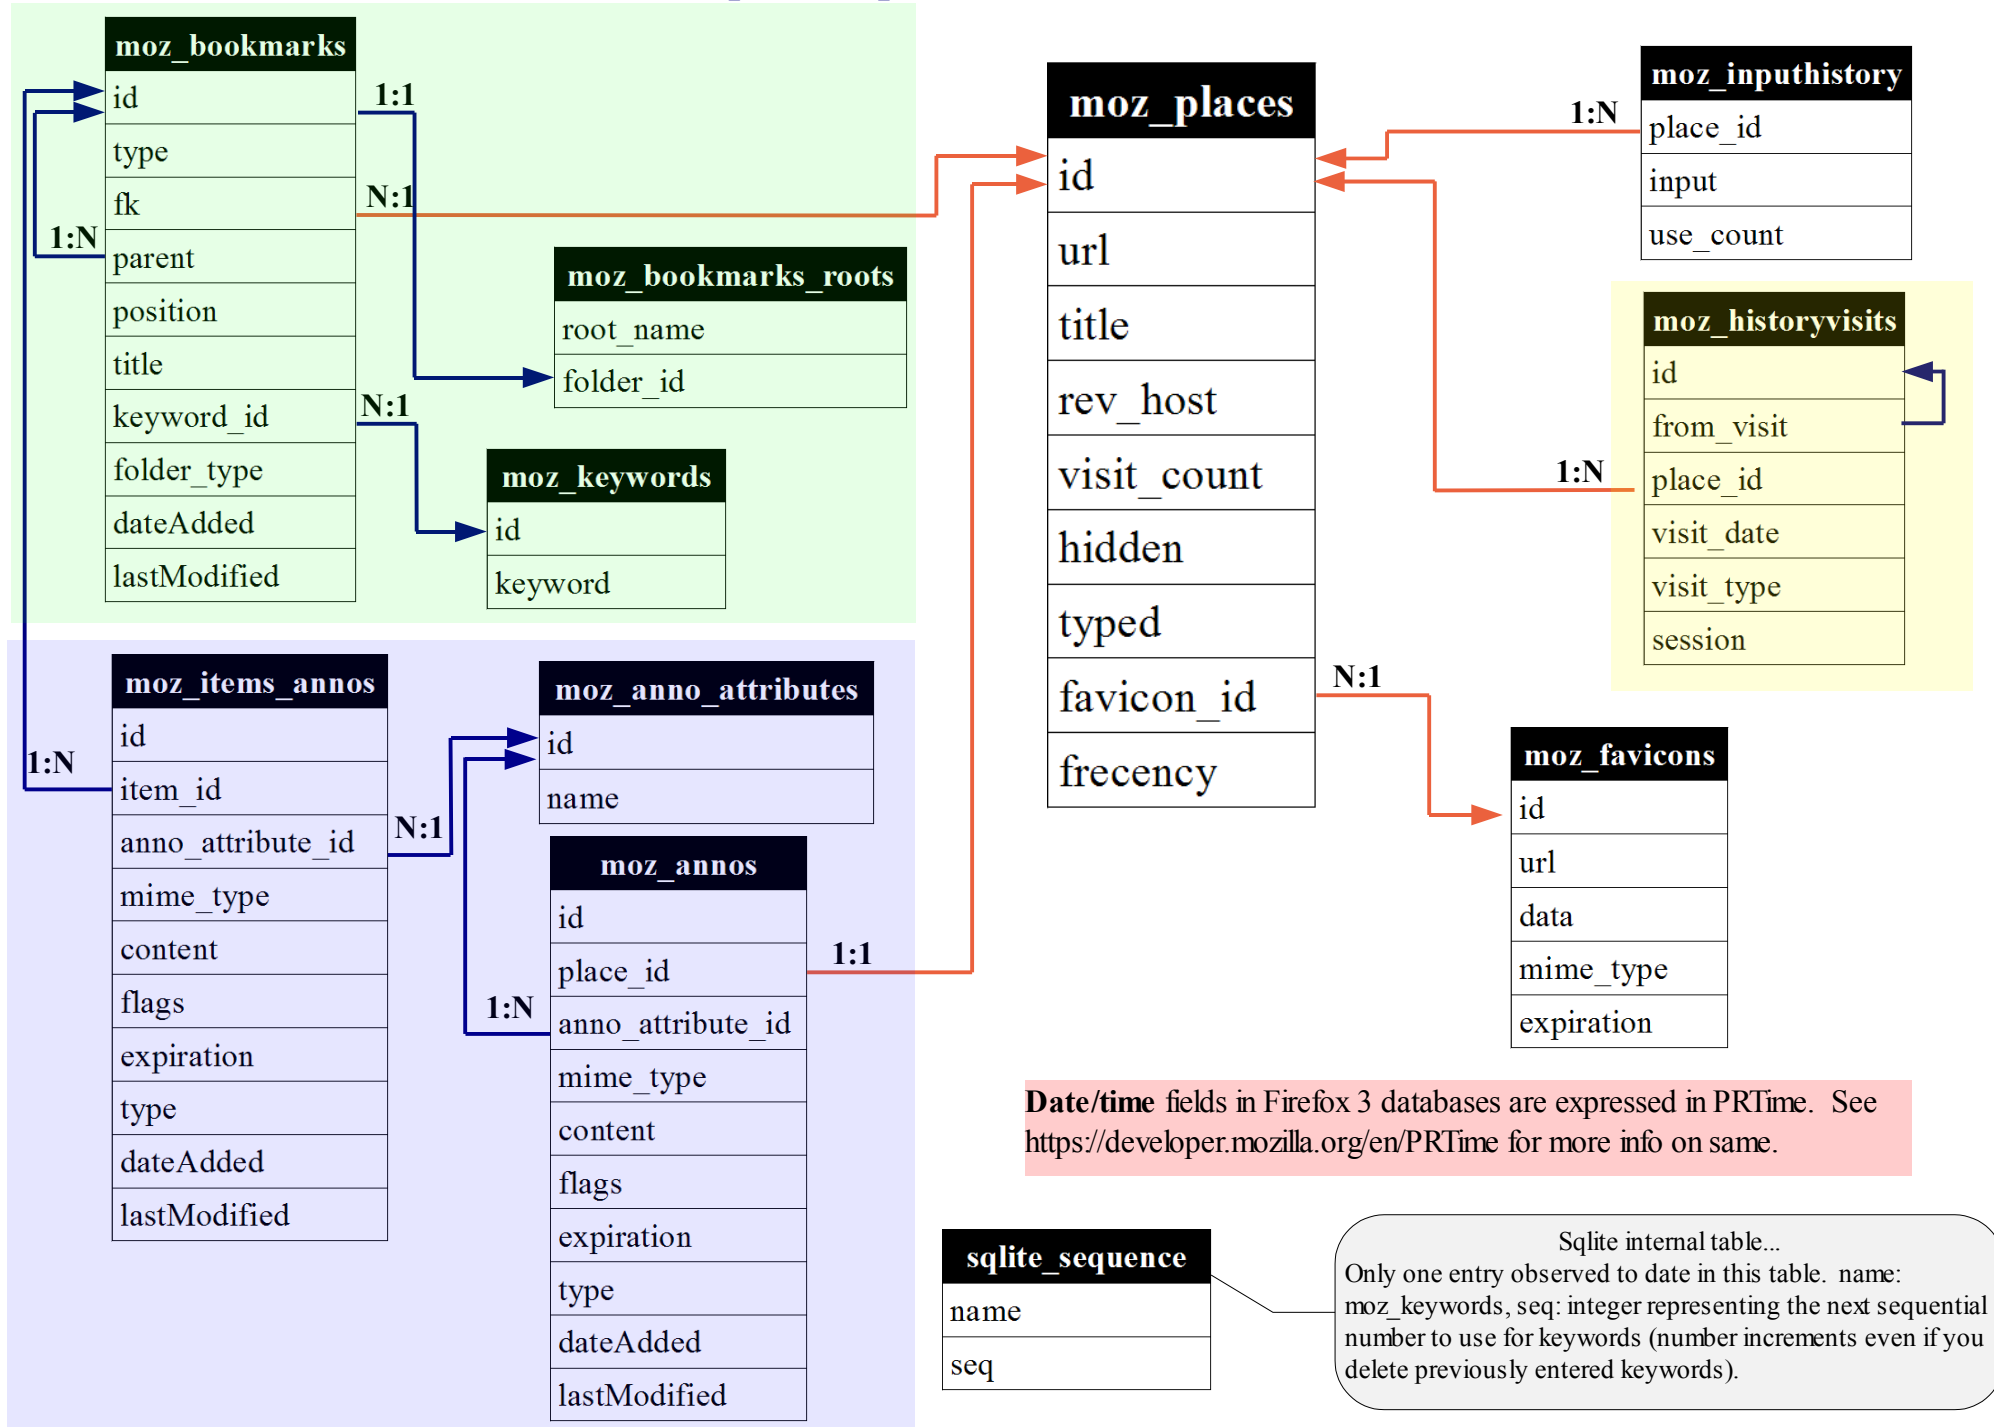 moz_bookmarks
id
type
fk
parent
position
title
keyword_id
folder_type
dateAdded
lastModified
1:1
N:1
1:N
N:1
moz_bookmarks_roots
root_name
folder_id
moz_keywords
id
keyword
moz_places
id
url
title
rev_host
visit_count
hidden
typed
favicon_id
frecency
1:N
moz_inputhistory
place_id
input
use_count
1:N
moz_historyvisits
id
from_visit
place_id
visit_date
visit_type
session
N:1
moz_favicons
id
url
data
mime_type
expiration
1:N
moz_items_annos
id
item_id
anno_attribute_id
mime_type
content
flags
expiration
type
dateAdded
lastModified
N:1
moz_anno_attributes
id
name
1:N
moz_annos
id
place_id
anno_attribute_id
mime_type
content
flags
expiration
type
dateAdded
lastModified
1:1
Date/time fields in Firefox 3 databases are expressed in PRTime.  See
https://developer.mozilla.org/en/PRTime for more info on same.
sqlite_sequence
name
seq
Sqlite internal table...
Only one entry observed to date in this table.  name:
moz_keywords, seq: integer representing the next sequential
number to use for keywords (number increments even if you
delete previously entered keywords).